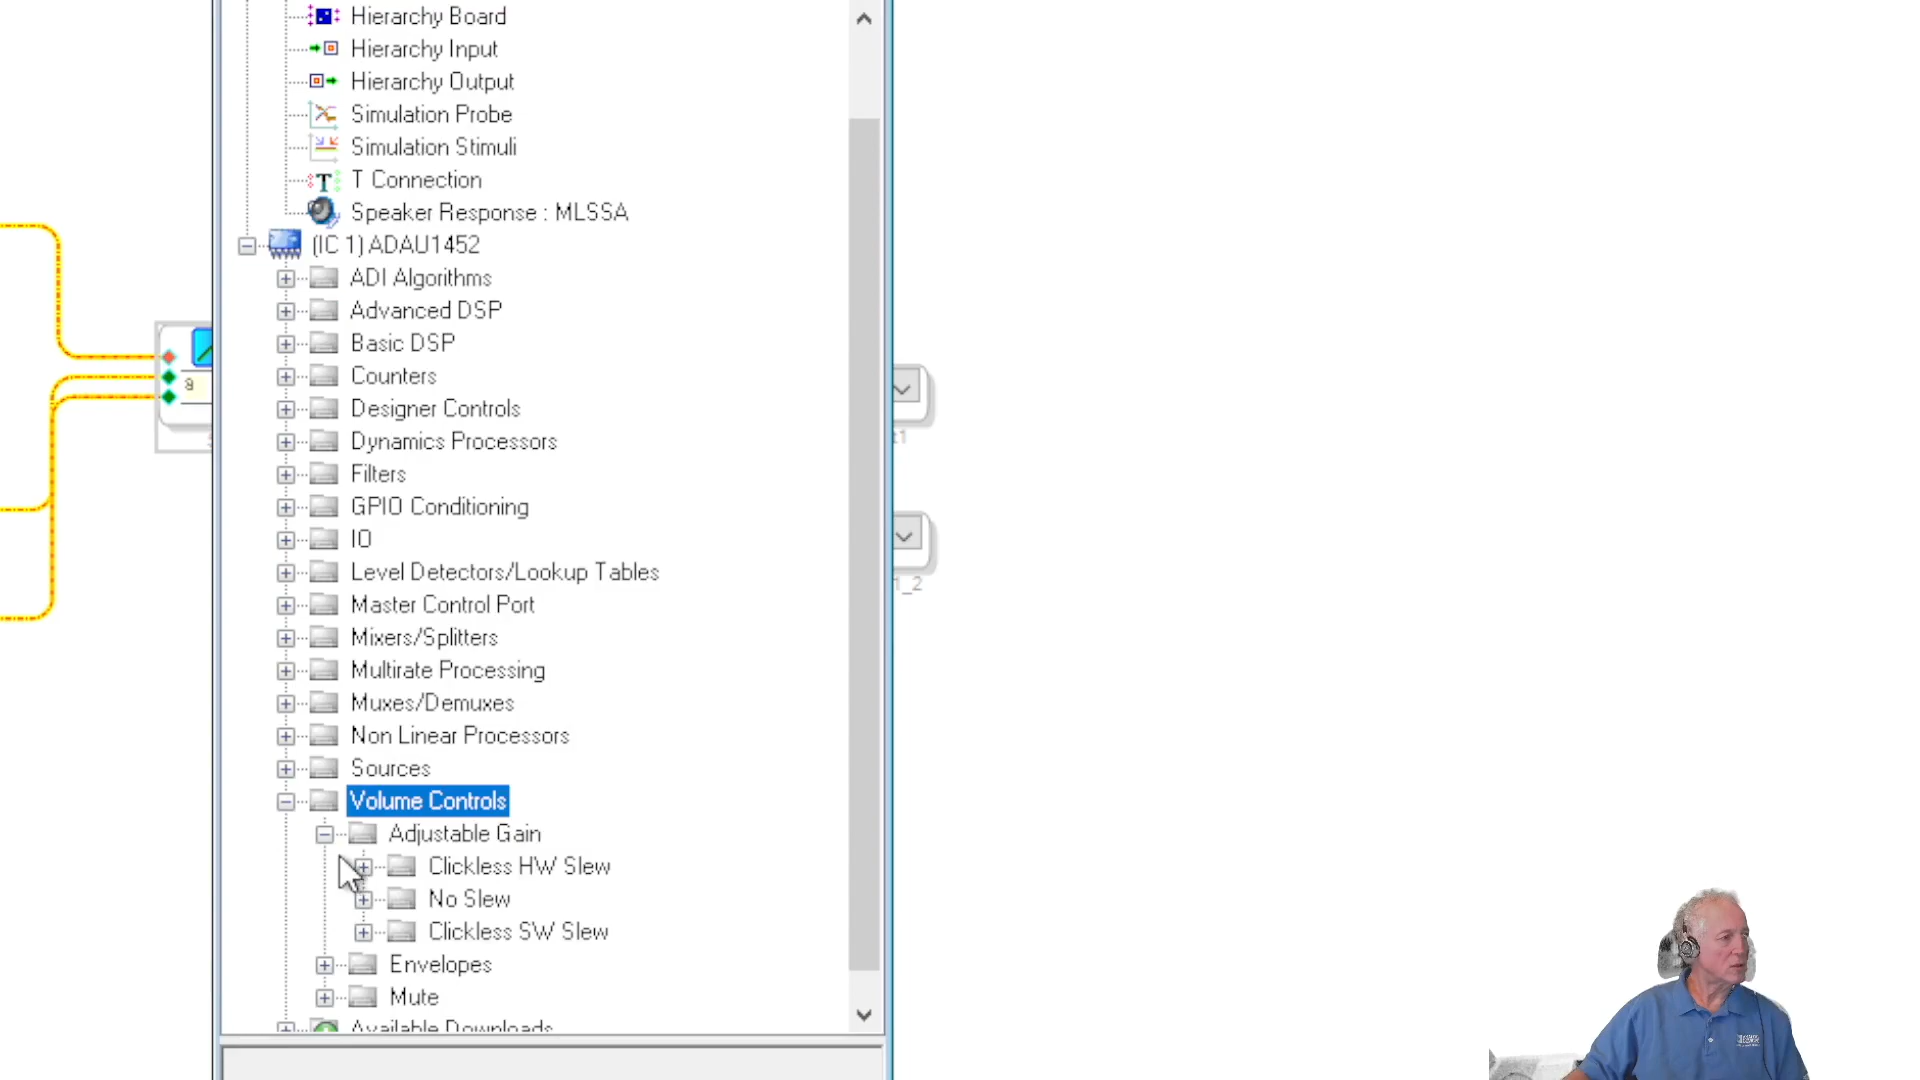 Hierarchy Board
Hierarchy Input
Hierarchy Output
Simulation Probe
Simulation Stimuli
T Connection
Speaker Response : MLSSA
(IC 1) ADAU1452
ADI Algorithms
Advanced DSP
Basic DSP
Counters
Designer Controls
Dynamics Processors
Filters
GPIO Conditioning
IO
Level Detectors/Lookup Tables
Master Control Port
Mixers/Splitters
Multirate Processing
Muxes/Demuxes
Non Linear Processors
Sources
Volume Controls
Adjustable Gain
Clickless HW Slew
No Slew
Clickless SW Slew
Envelopes
Mute
Available Downloads